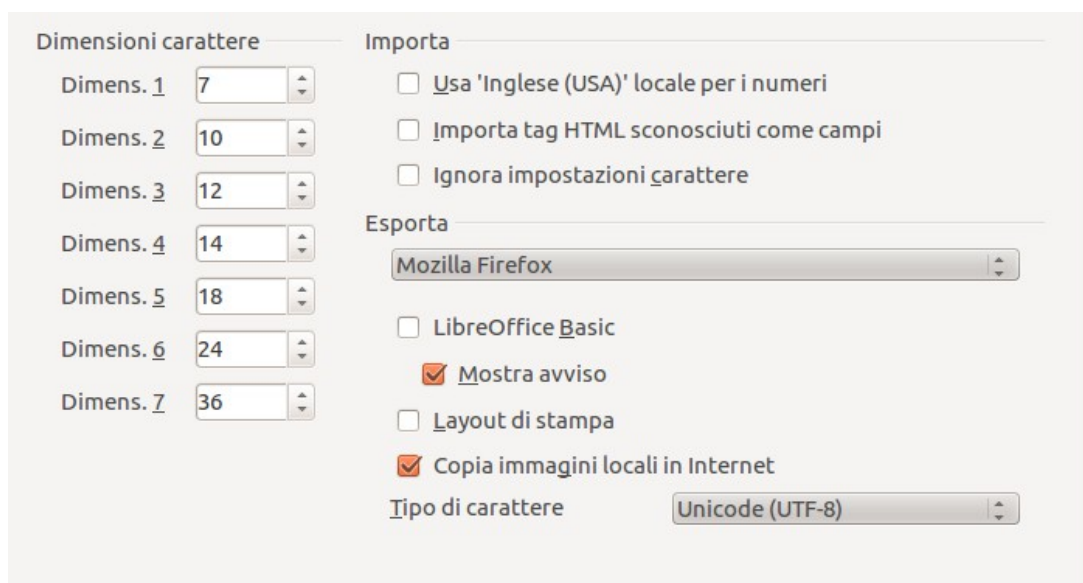 Dimensioni carattere
Dimens. 1 7
Dimens. 2 10
Dimens. 3 12
Dimens. 4 14
Dimens. 5 18
Dimens. 6 24
Dimens. 7 36
Importa
Usa 'Inglese (USA)' locale per i numeri
Importa tag HTML sconosciuti come campi
Ignora impostazioni carattere
Esporta
Mozilla Firefox
LibreOffice Basic
Mostra avviso
Layout di stampa
Copia immagini locali in Internet
Tipo di carattere Unicode (UTF-8)